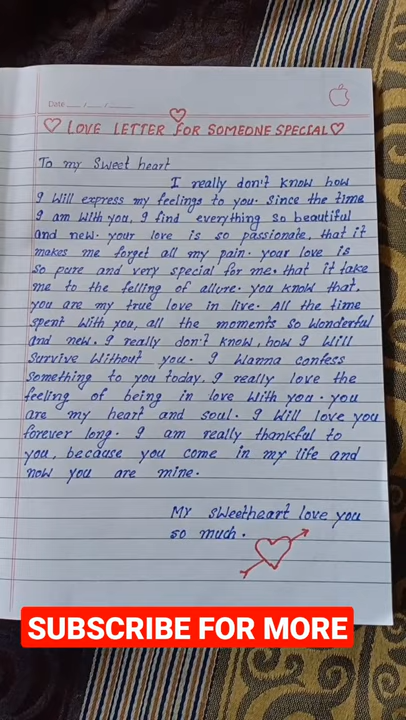 Date ___/___/_____
LOVE LETTER FOR SOMEONE SPECIAL
To my Sweet heart
I really don't know how
I will express my feelings to you. Since the time
I am with you, I find everything so beautiful
and new. your love is so passionate, that it
makes me forget all my pain. your love is
so pure and very special for me. that it take
me to the felling of allure. you know that,
you are my true love in live. All the time
spent with you, all the moments so wonderful
and new. I really don't know, how I will
survive without you. I wanna confess
something to you today. I really love the
feeling of being in love with you. you
are my heart and soul. I will love you
forever long. I am really thankful to
you, because you come in my life and
now you are mine.
My sweetheart love you
so much.
SUBSCRIBE FOR MORE